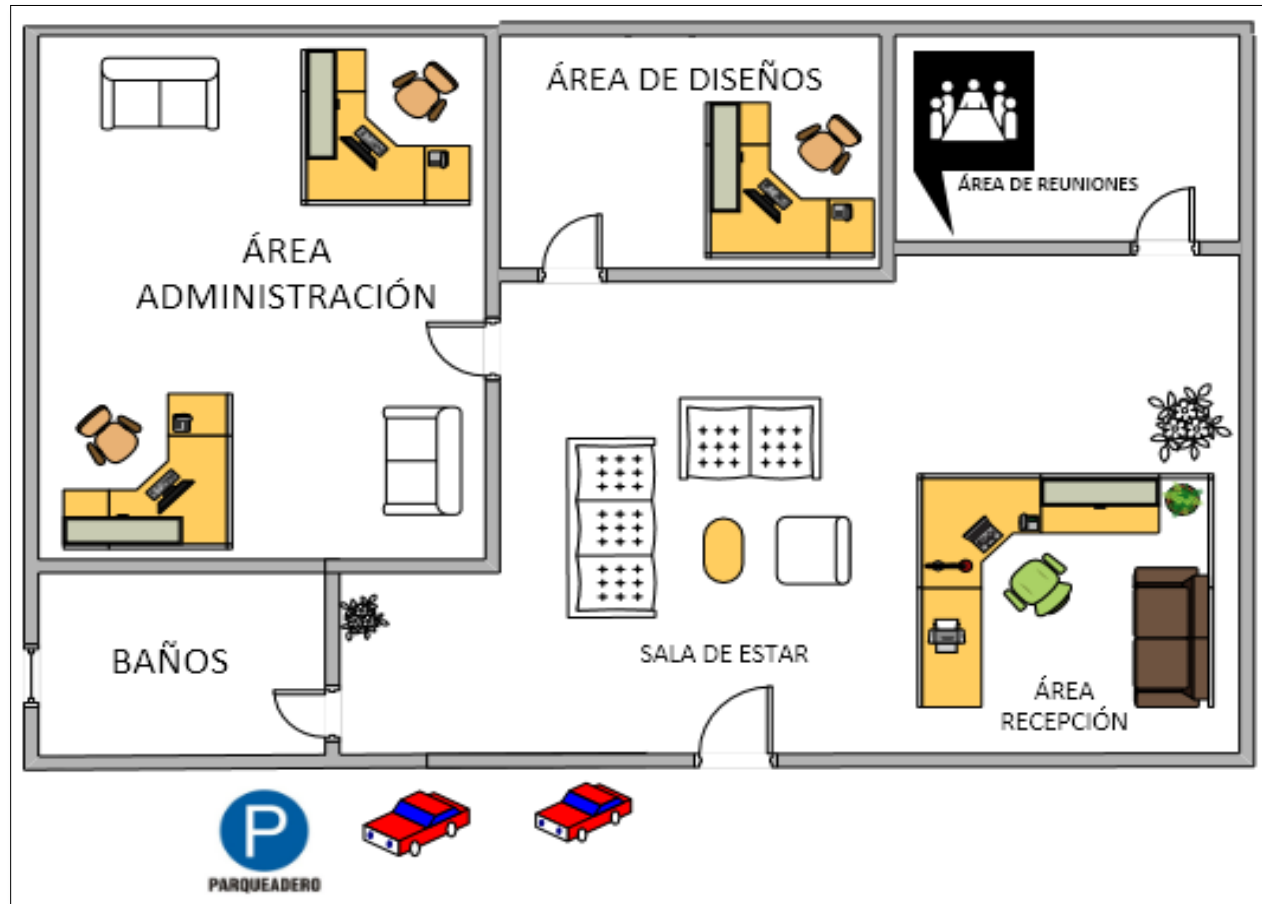 ÁREA DE DISEÑOS
ÁREA DE REUNIONES
ÁREA
ADMINISTRACIÓN
BAÑOS
SALA DE ESTAR
ÁREA
RECEPCIÓN
P
PARQUEADERO